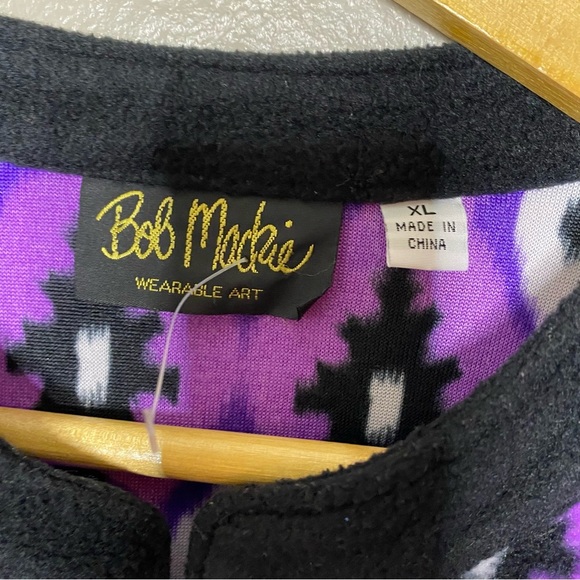 Bob Mackie
WEARABLE ART
XL
MADE IN
CHINA